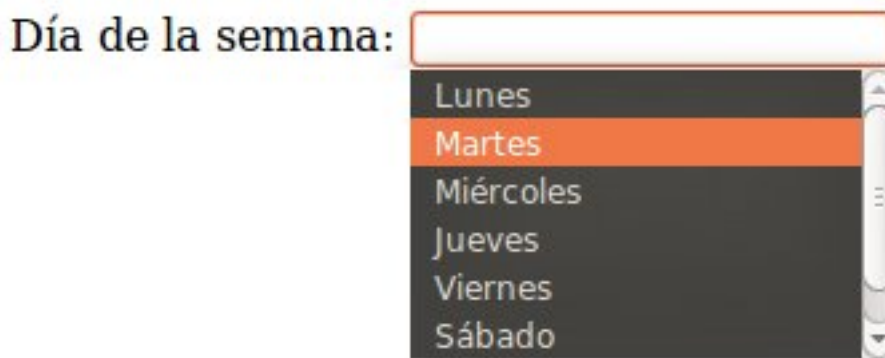 Día de la semana:
Lunes
Martes
Miércoles
Jueves
Viernes
Sábado